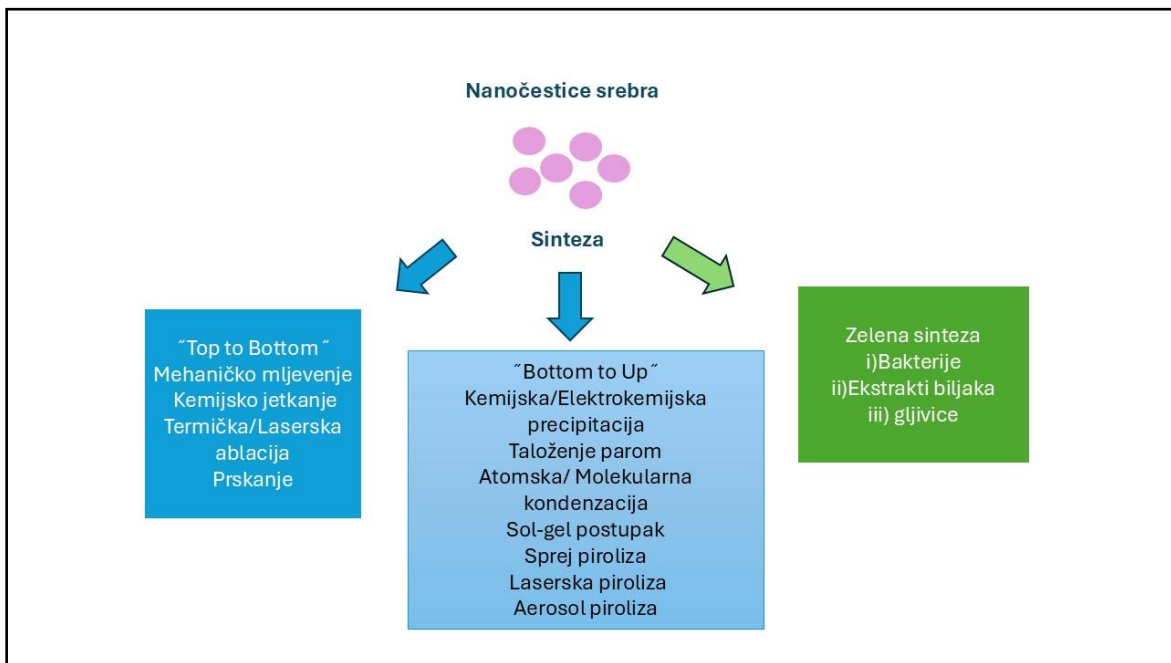 Nanočestice srebra
Sinteza
˝Top to Bottom ˝
Mehaničko mljevenje
Kemijsko jetkanje
Termička/Laserska
ablacija
Prskanje
˝Bottom to Up˝
Kemijska/Elektrokemijska
precipitacija
Taloženje parom
Atomska/ Molekularna
kondenzacija
Sol-gel postupak
Sprej piroliza
Laserska piroliza
Aerosol piroliza
Zelena sinteza
i)Bakterije
ii)Ekstrakti biljaka
iii) gljivice